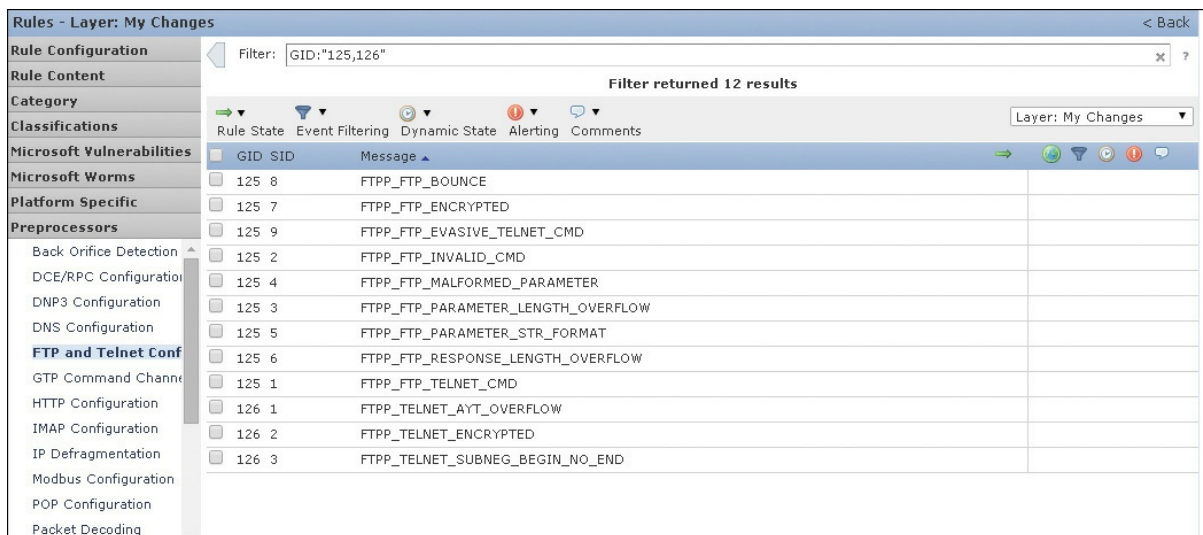 Rules - Layer: My Changes < Back
Rule Configuration
Rule Content
Category
Classifications
Microsoft Vulnerabilities
Microsoft Worms
Platform Specific
Preprocessors
Back Orifice Detection
DCE/RPC Configuration
DNP3 Configuration
DNS Configuration
FTP and Telnet Conf
GTP Command Channe
HTTP Configuration
IMAP Configuration
IP Defragmentation
Modbus Configuration
POP Configuration
Packet Decoding
Filter: GID:"125,126" × ?
Filter returned 12 results
Rule State Event Filtering Dynamic State Alerting Comments
Layer: My Changes
GID SID Message
125 8 FTPP_FTP_BOUNCE
125 7 FTPP_FTP_ENCRYPTED
125 9 FTPP_FTP_EVASIVE_TELNET_CMD
125 2 FTPP_FTP_INVALID_CMD
125 4 FTPP_FTP_MALFORMED_PARAMETER
125 3 FTPP_FTP_PARAMETER_LENGTH_OVERFLOW
125 5 FTPP_FTP_PARAMETER_STR_FORMAT
125 6 FTPP_FTP_RESPONSE_LENGTH_OVERFLOW
125 1 FTPP_FTP_TELNET_CMD
126 1 FTPP_TELNET_AYT_OVERFLOW
126 2 FTPP_TELNET_ENCRYPTED
126 3 FTPP_TELNET_SUBNEG_BEGIN_NO_END